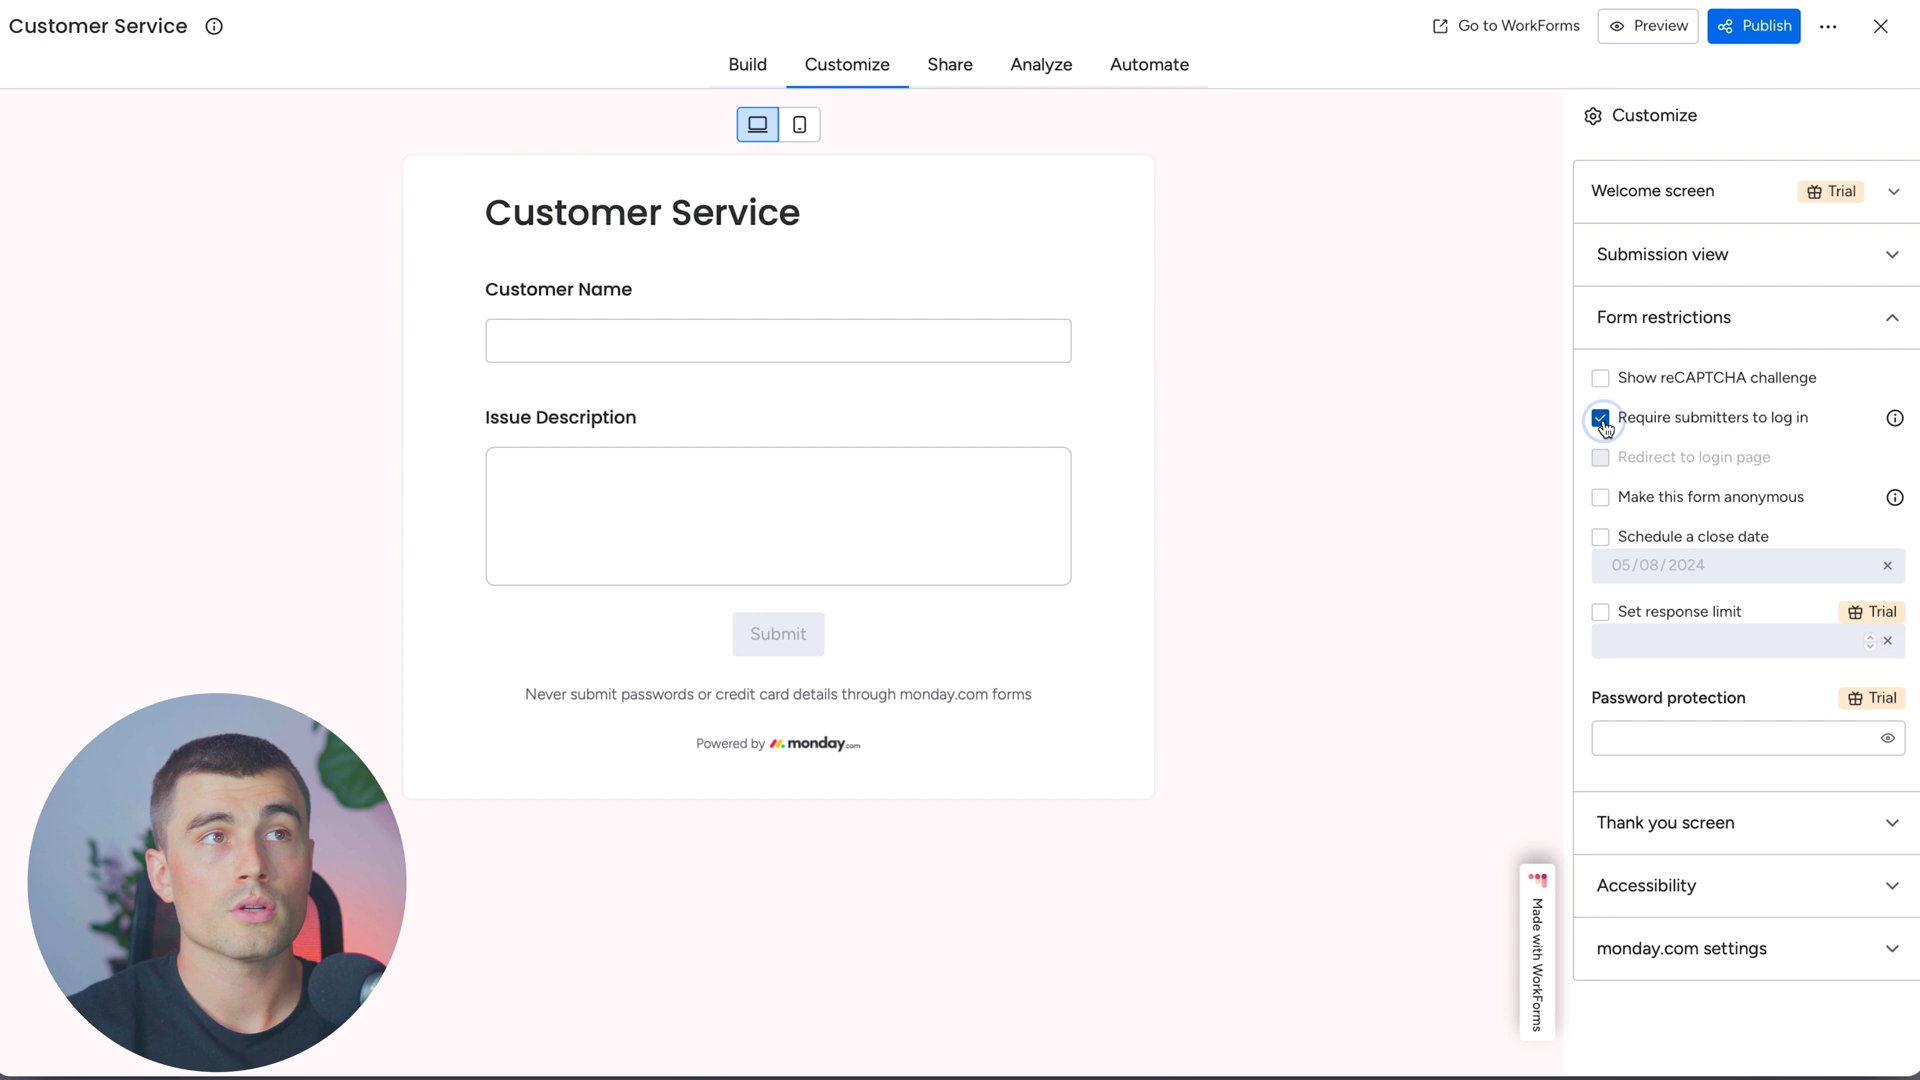 Customer Service
Go to WorkForms
Preview
Publish
Build
Customize
Share
Analyze
Automate
Customize
Welcome screen
Trial
Submission view
Form restrictions
Show reCAPTCHA challenge
Require submitters to log in
Redirect to login page
Make this form anonymous
Schedule a close date
05/08/2024
Set response limit
Trial
Password protection
Trial
Thank you screen
Accessibility
monday.com settings
Customer Service
Customer Name
Issue Description
Submit
Never submit passwords or credit card details through monday.com forms
Powered by monday.com
Made with WorkForms